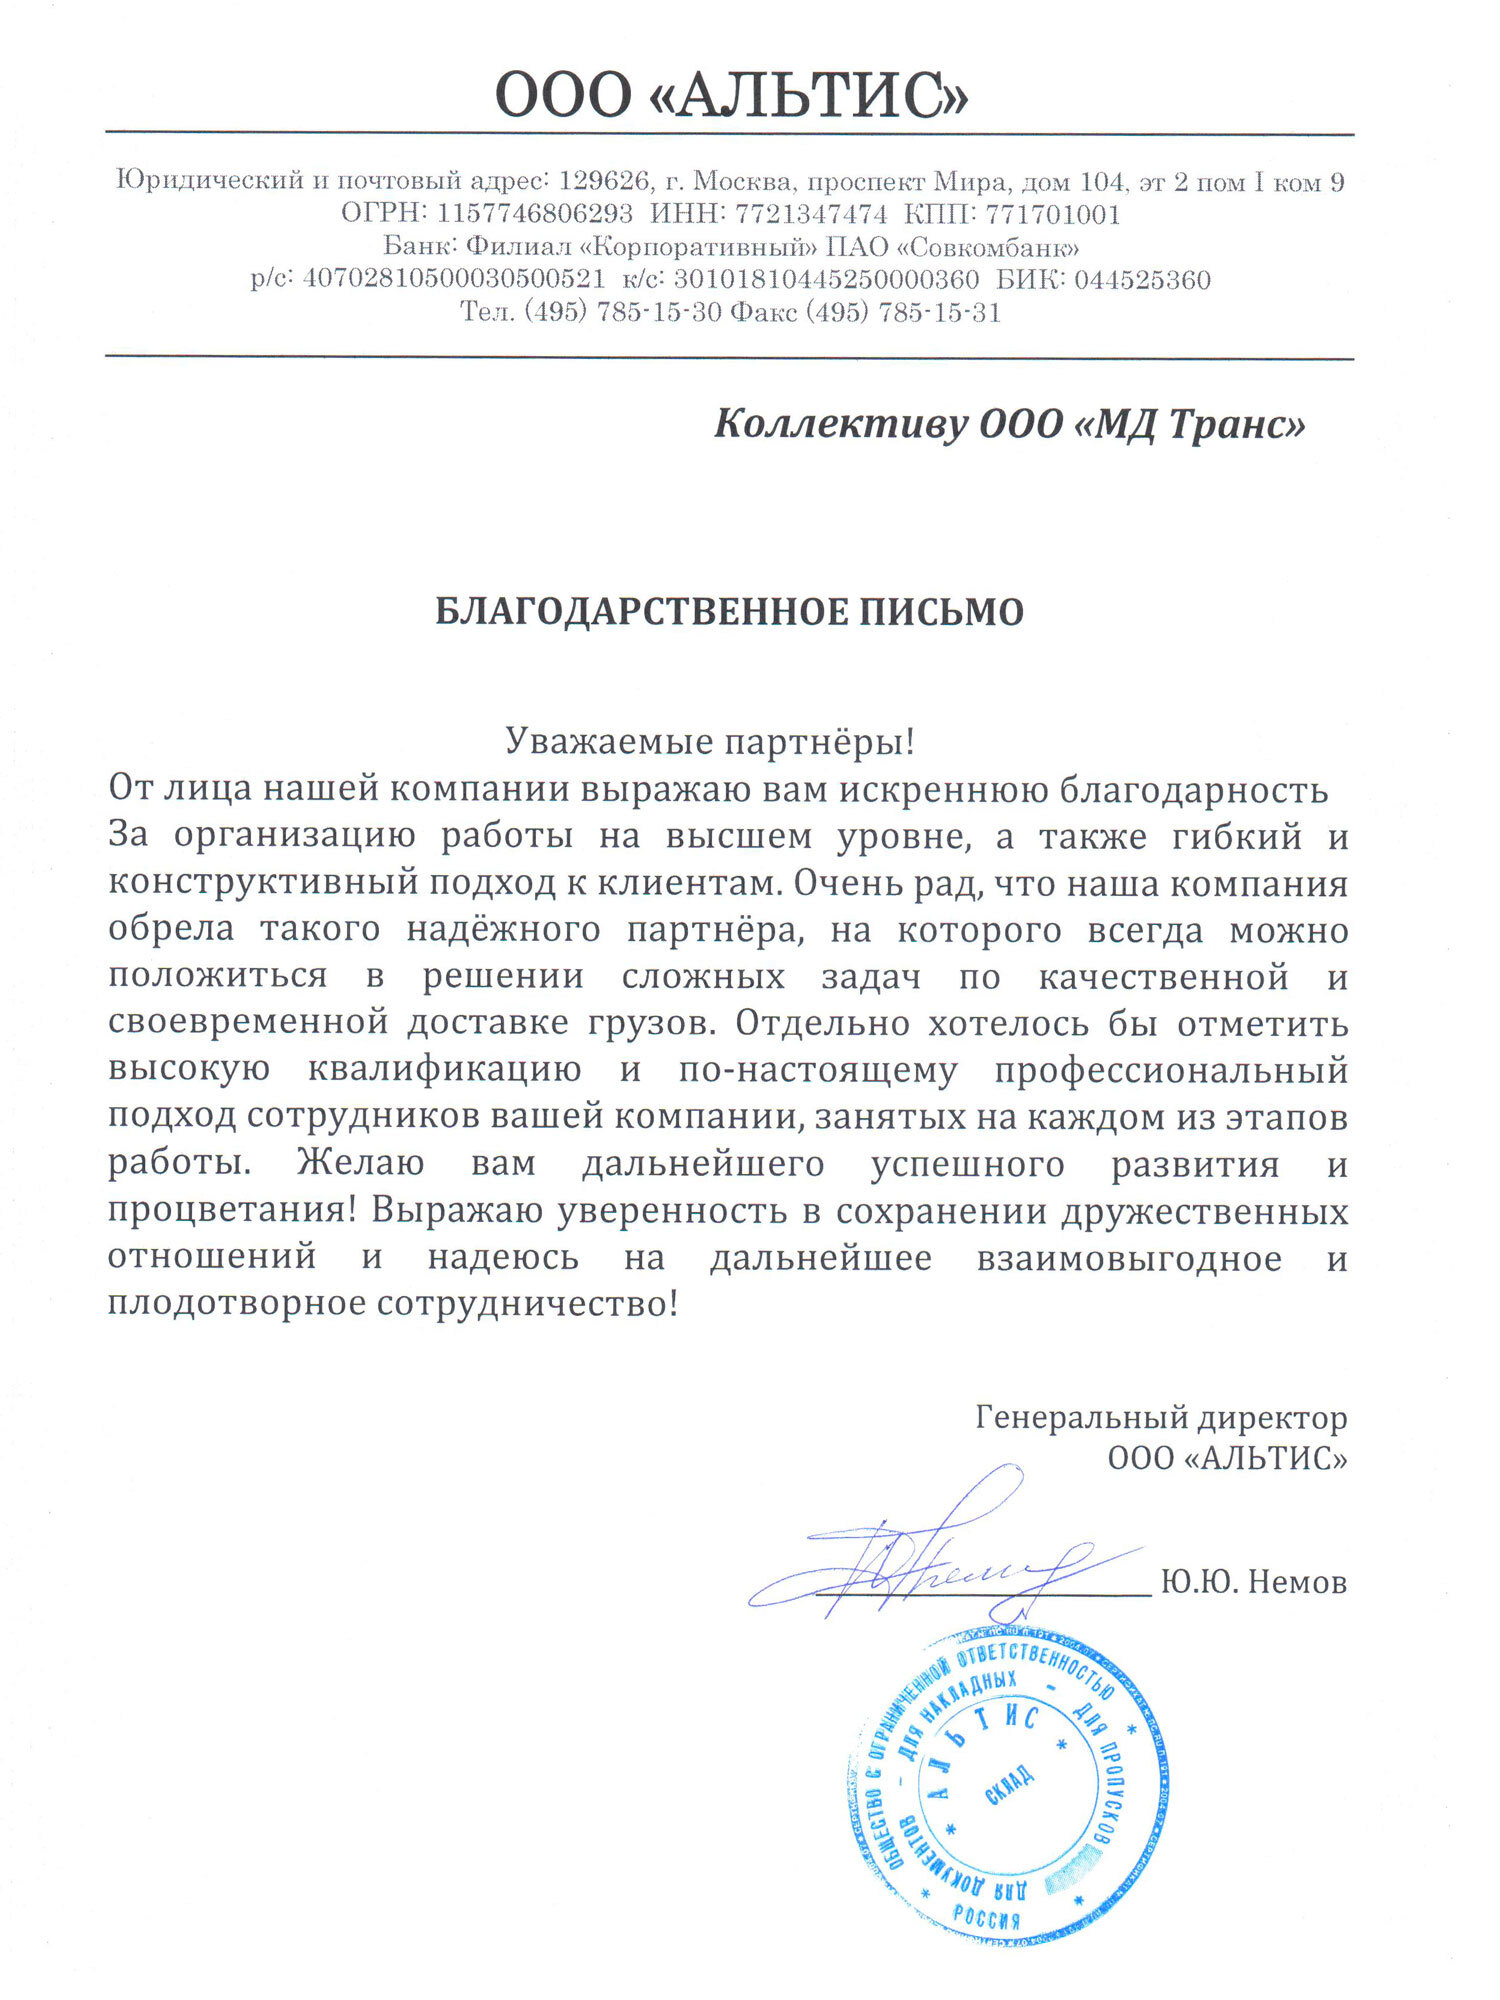 ООО «АЛЬТИС»
Юридический и почтовый адрес: 129626, г. Москва, проспект Мира, дом 104, эт 2 пом I ком 9
ОГРН: 1157746806293 ИНН: 7721347474 КПП: 771701001
Банк: Филиал «Корпоративный» ПАО «Совкомбанк»
р/с: 40702810500030500521 к/с: 30101810445250000360 БИК: 044525360
Тел. (495) 785-15-30 Факс (495) 785-15-31
Коллективу ООО «МД Транс»
БЛАГОДАРСТВЕННОЕ ПИСЬМО
Уважаемые партнёры!
От лица нашей компании выражаю вам искреннюю благодарность
За организацию работы на высшем уровне, а также гибкий и
конструктивный подход к клиентам. Очень рад, что наша компания
обрела такого надёжного партнёра, на которого всегда можно
положиться в решении сложных задач по качественной и
своевременной доставке грузов. Отдельно хотелось бы отметить
высокую квалификацию и по-настоящему профессиональный
подход сотрудников вашей компании, занятых на каждом из этапов
работы. Желаю вам дальнейшего успешного развития и
процветания! Выражаю уверенность в сохранении дружественных
отношений и надеюсь на дальнейшее взаимовыгодное и
плодотворное сотрудничество!
Генеральный директор
ООО «АЛЬТИС»
Ю.Ю. Немов
ОБЩЕСТВО С ОГРАНИЧЕННОЙ ОТВЕТСТВЕННОСТЬЮ
* РОССИЯ *
ДЛЯ ДОКУМЕНТОВ - ДЛЯ НАКЛАДНЫХ - ДЛЯ ПРОПУСКОВ
* АЛЬТИС *
СКЛАД